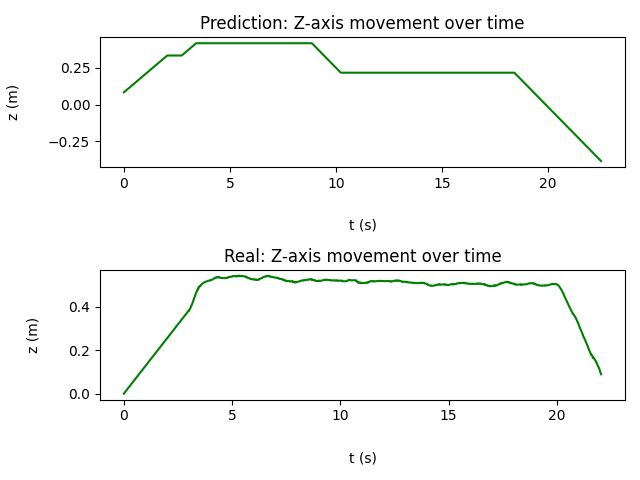 Prediction: Z-axis movement over time
z (m)
0.25
0.00
−0.25
0 5 10 15 20
t (s)
Real: Z-axis movement over time
z (m)
0.4
0.2
0.0
0 5 10 15 20
t (s)